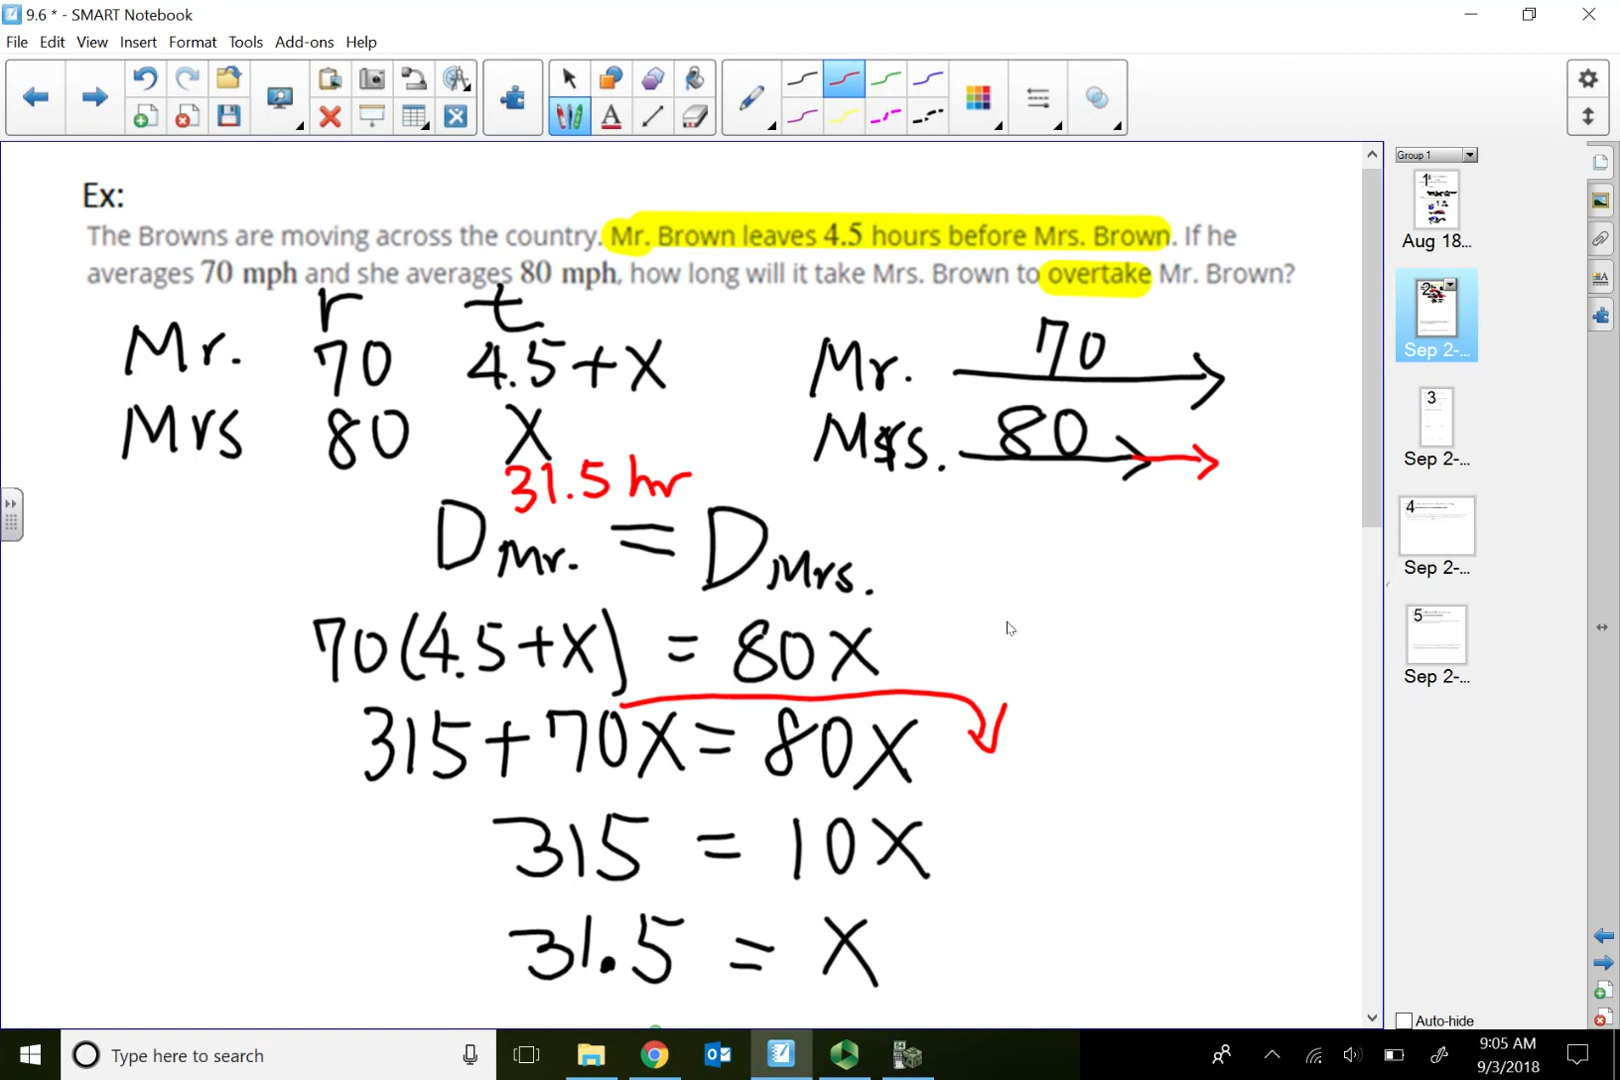 9.6 * - SMART Notebook
File Edit View Insert Format Tools Add-ons Help
Ex:
The Browns are moving across the country. Mr. Brown leaves 4.5 hours before Mrs. Brown. If he
averages 70 mph and she averages 80 mph, how long will it take Mrs. Brown to overtake Mr. Brown?
r t
Mr. 70 4.5+X
Mrs 80 X
31.5 hr
Mr. 70
Mrs. 80
D Mr. = D Mrs.
70(4.5+X) = 80X
315+70X=80X
315 = 10X
31.5 = X
Group 1
1
Aug 18...
2
Sep 2-...
3
Sep 2-...
4
Sep 2-...
5
Sep 2-...
Auto-hide
Type here to search
9:05 AM
9/3/2018